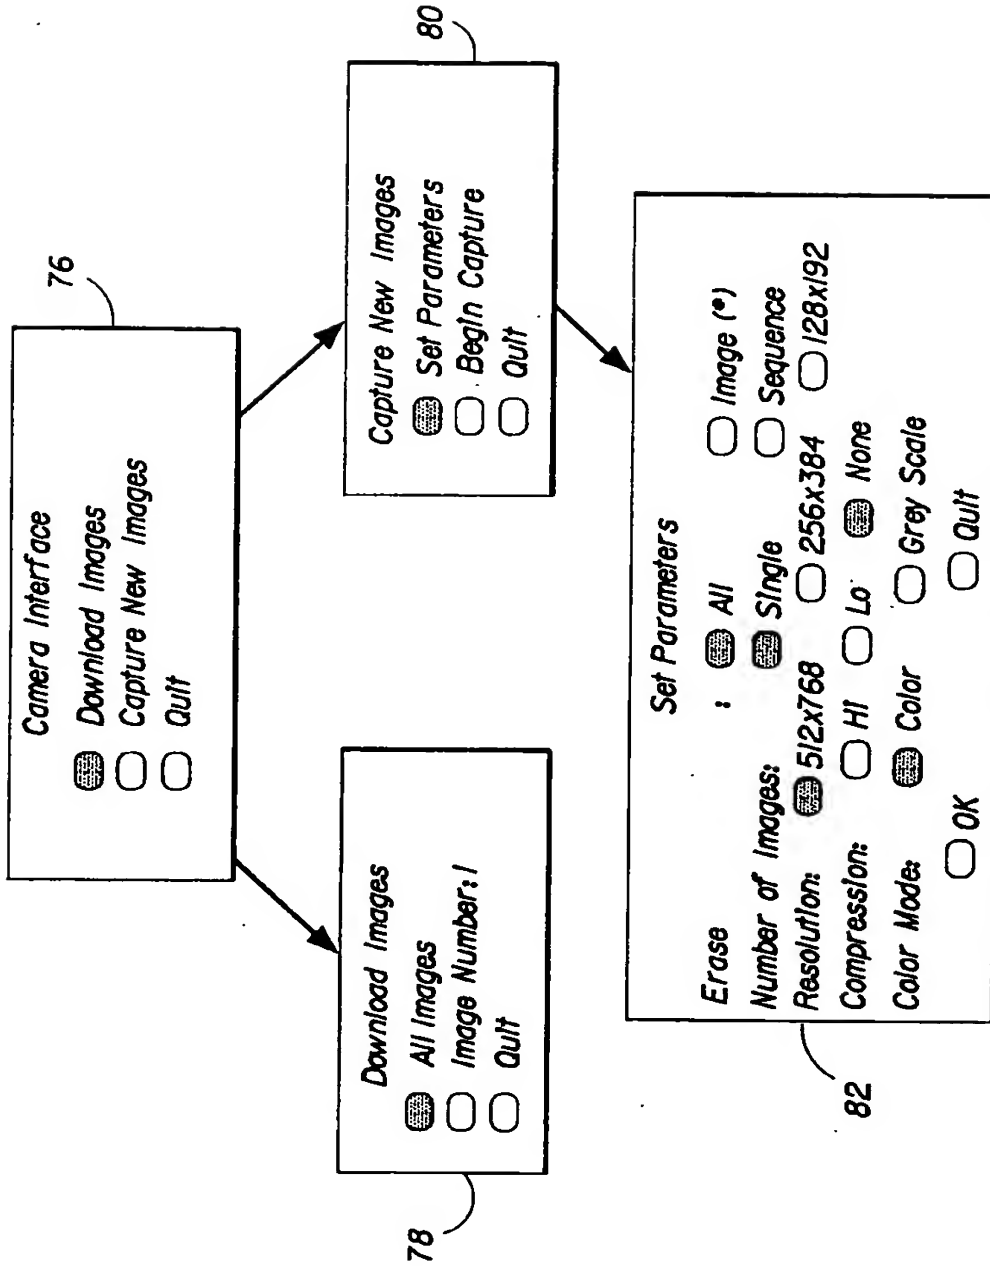 76
Camera Interface
Download Images
Capture New Images
Quit
78
Download Images
All Images
Image Number: 1
Quit
80
Capture New Images
Set Parameters
Begin Capture
Quit
82
Set Parameters
Erase : All Image (*)
Number of Images: Single Sequence
Resolution: 512x768 256x384 128x192
Compression: HI Lo None
Color Mode: Color Grey Scale
OK Quit